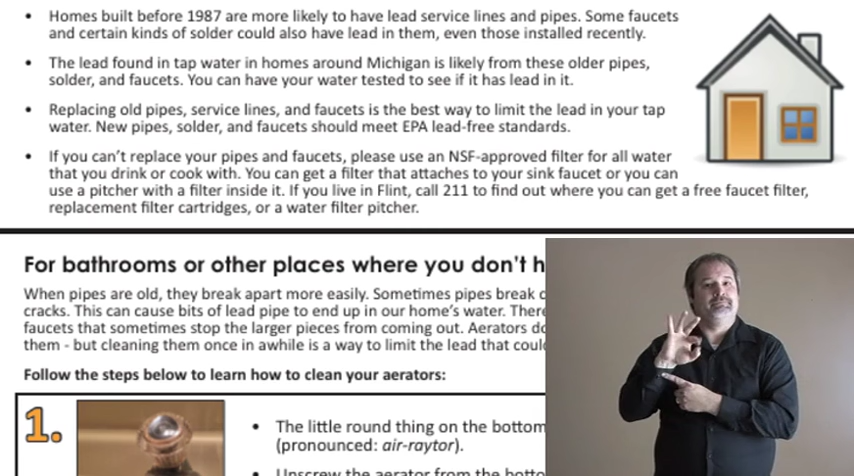 • Homes built before 1987 are more likely to have lead service lines and pipes. Some faucets
and certain kinds of solder could also have lead in them, even those installed recently.
• The lead found in tap water in homes around Michigan is likely from these older pipes,
solder, and faucets. You can have your water tested to see if it has lead in it.
• Replacing old pipes, service lines, and faucets is the best way to limit the lead in your tap
water. New pipes, solder, and faucets should meet EPA lead-free standards.
• If you can't replace your pipes and faucets, please use an NSF-approved filter for all water
that you drink or cook with. You can get a filter that attaches to your sink faucet or you can
use a pitcher with a filter inside it. If you live in Flint, call 211 to find out where you can get a free faucet filter,
replacement filter cartridges, or a water filter pitcher.
For bathrooms or other places where you don't h
When pipes are old, they break apart more easily. Sometimes pipes break o
cracks. This can cause bits of lead pipe to end up in our home's water. There
faucets that sometimes stop the larger pieces from coming out. Aerators do
them - but cleaning them once in awhile is a way to limit the lead that coul
Follow the steps below to learn how to clean your aerators:
1.
• The little round thing on the bottom
(pronounced: air-raytor).
• Unscrew the aerator from the botto